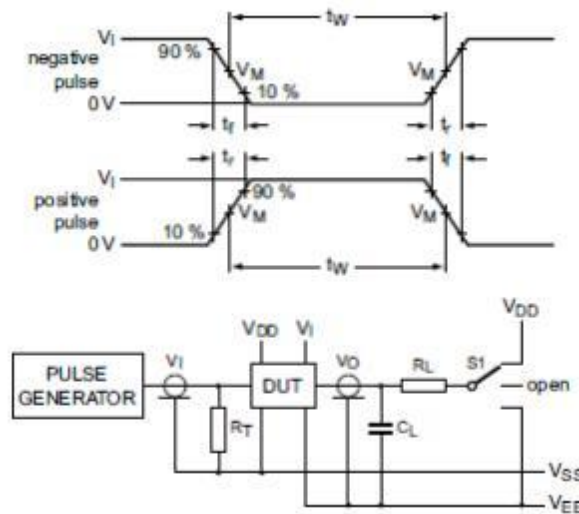 tW
VI
negative pulse
90 %
VM
VM
10 %
0 V
tf
tr
tr
tf
VI
positive pulse
90 %
VM
VM
10 %
0 V
tW
VDD
VDD
VI
PULSE GENERATOR
VI
DUT
VO
RL
S1
open
RT
CL
VSS
VEE